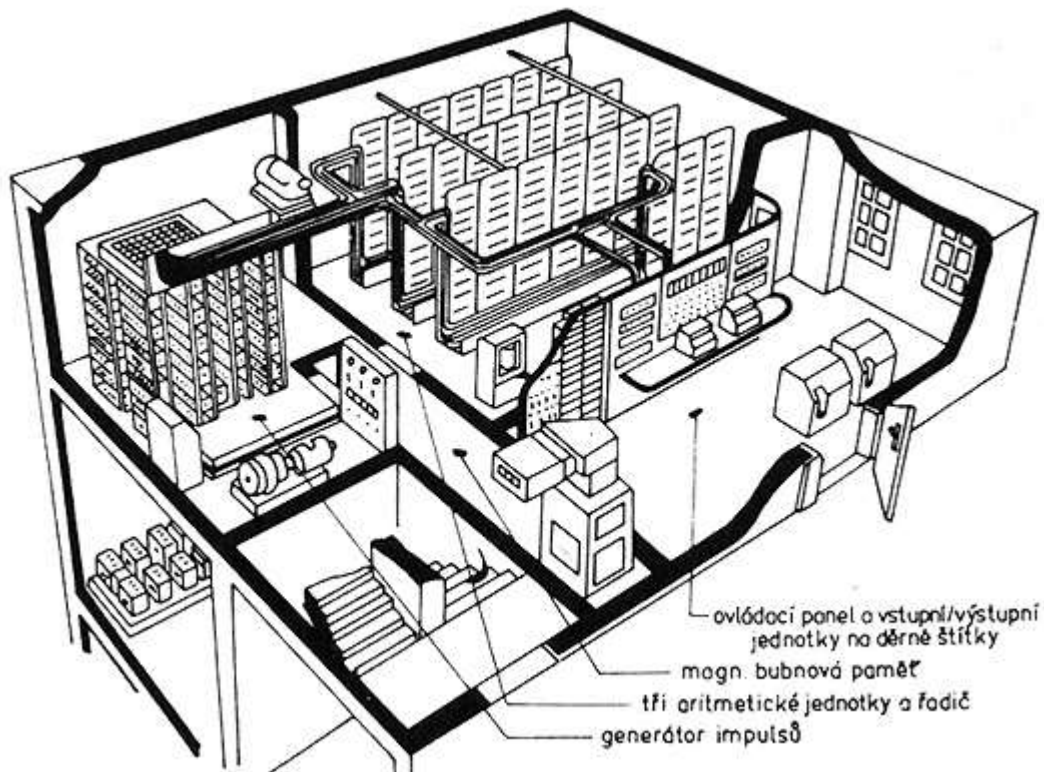 ovládací panel a vstupní/výstupní
jednotky na děrné štítky
magn. bubnová paměť
tři aritmetické jednotky a řadič
generátor impulsů